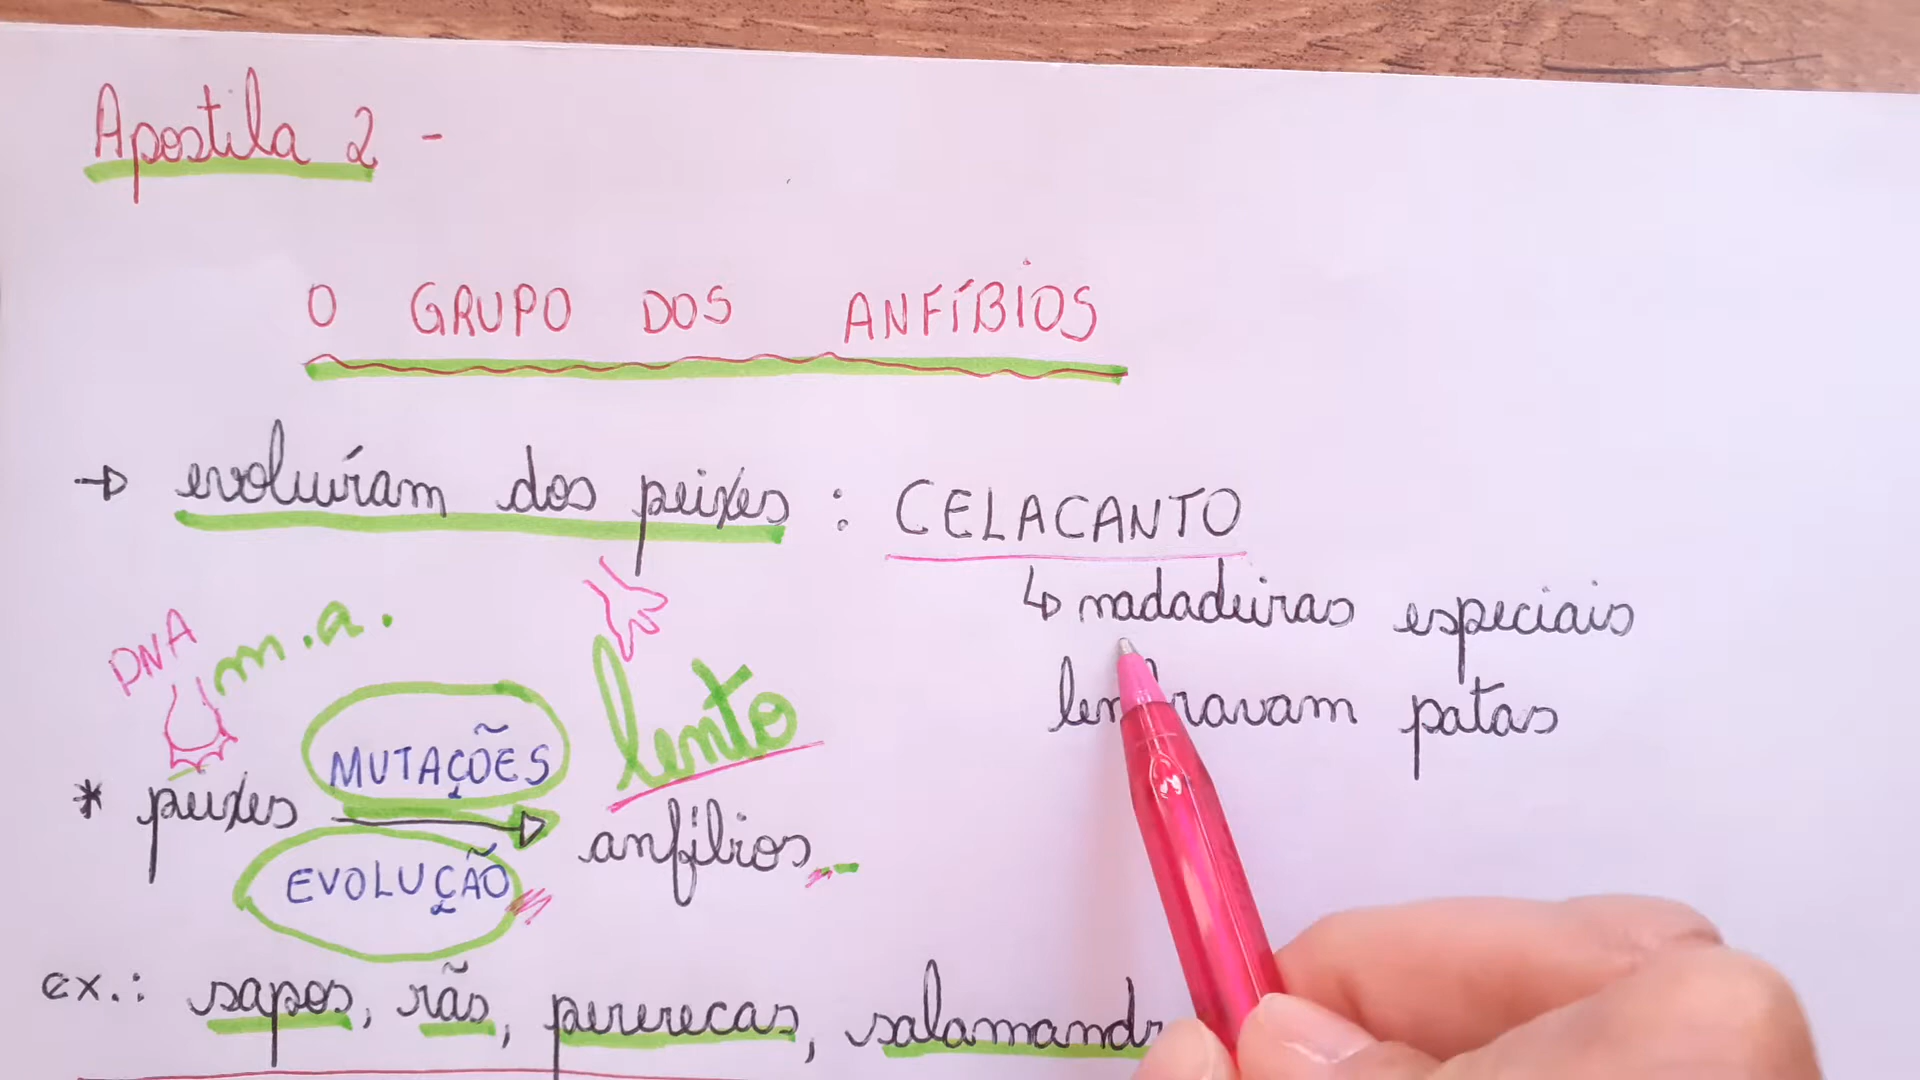 Apostila 2 -
O GRUPO DOS ANFÍBIOS
→ evoluíram dos peixes : CELACANTO
↳ nadadeiras especiais
lembravam patas
DNA m.a.
lento
MUTAÇÕES
* peixes → anfíbios
EVOLUÇÃO
ex.: sapos, rãs, pererecas,